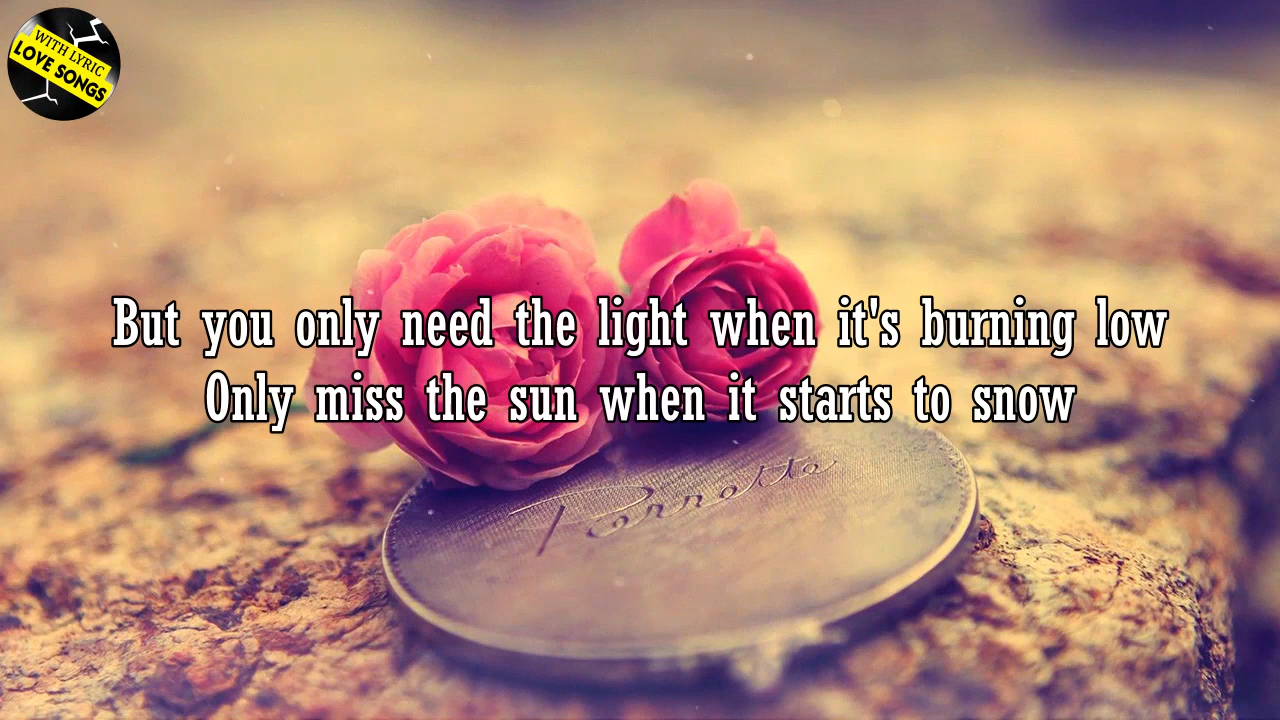 WITH LYRIC
LOVE SONGS
But you only need the light when it's burning low
Only miss the sun when it starts to snow